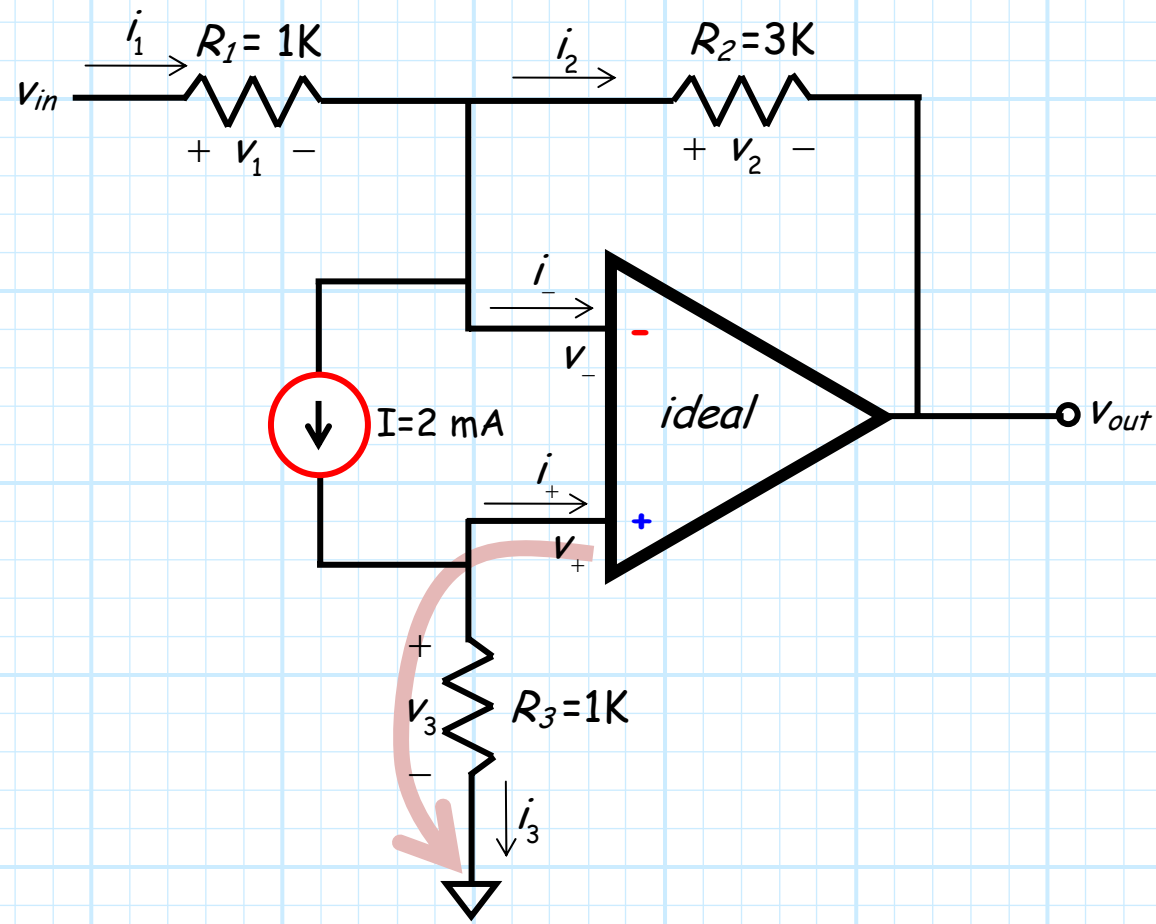 i₁
R₁= 1K
i₂
R₂=3K
vᵢₙ
+ v₁ −
+ v₂ −
i₋
-
v₋
I=2 mA
ideal
vₒᵤₜ
i₊
+
v₊
+
v₃
R₃=1K
−
i₃